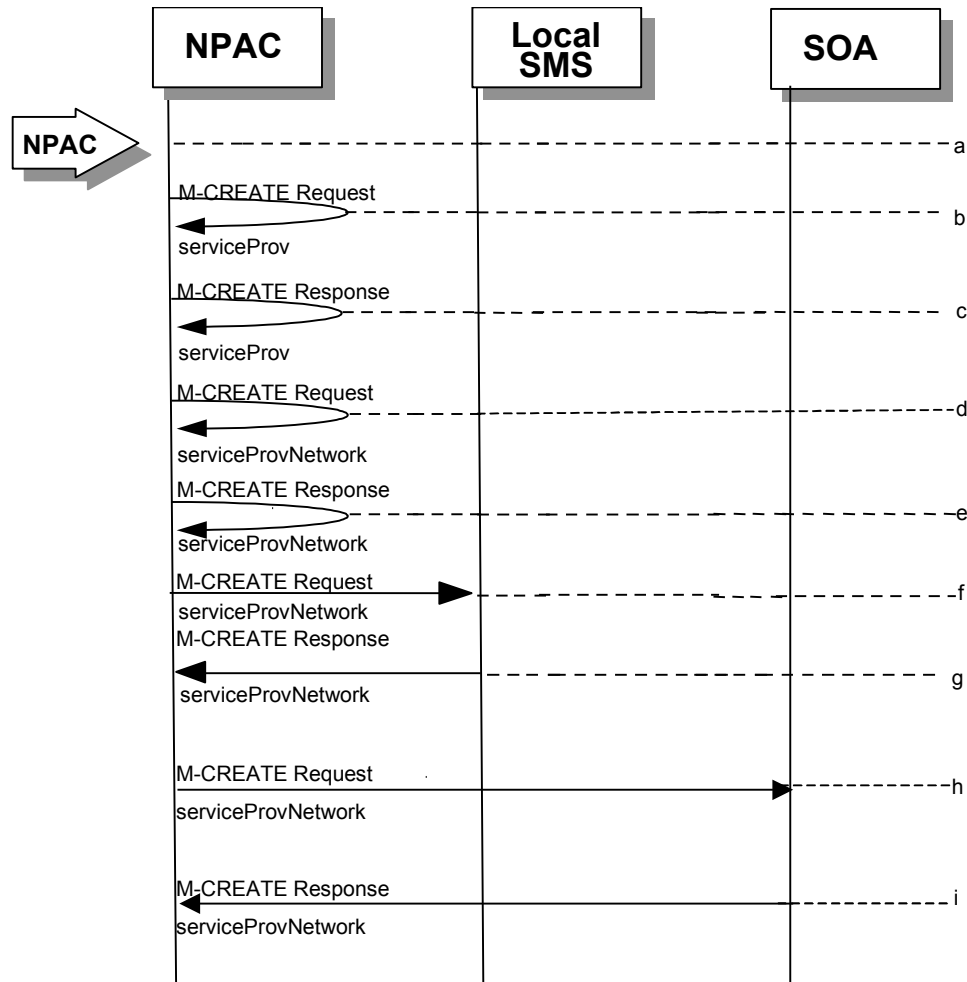 NPAC
Local
SMS
SOA
NPAC
a
M-CREATE Request
b
serviceProv
M-CREATE Response
c
serviceProv
M-CREATE Request
d
serviceProvNetwork
M-CREATE Response
e
serviceProvNetwork
M-CREATE Request
f
serviceProvNetwork
M-CREATE Response
g
serviceProvNetwork
M-CREATE Request
h
serviceProvNetwork
M-CREATE Response
i
serviceProvNetwork